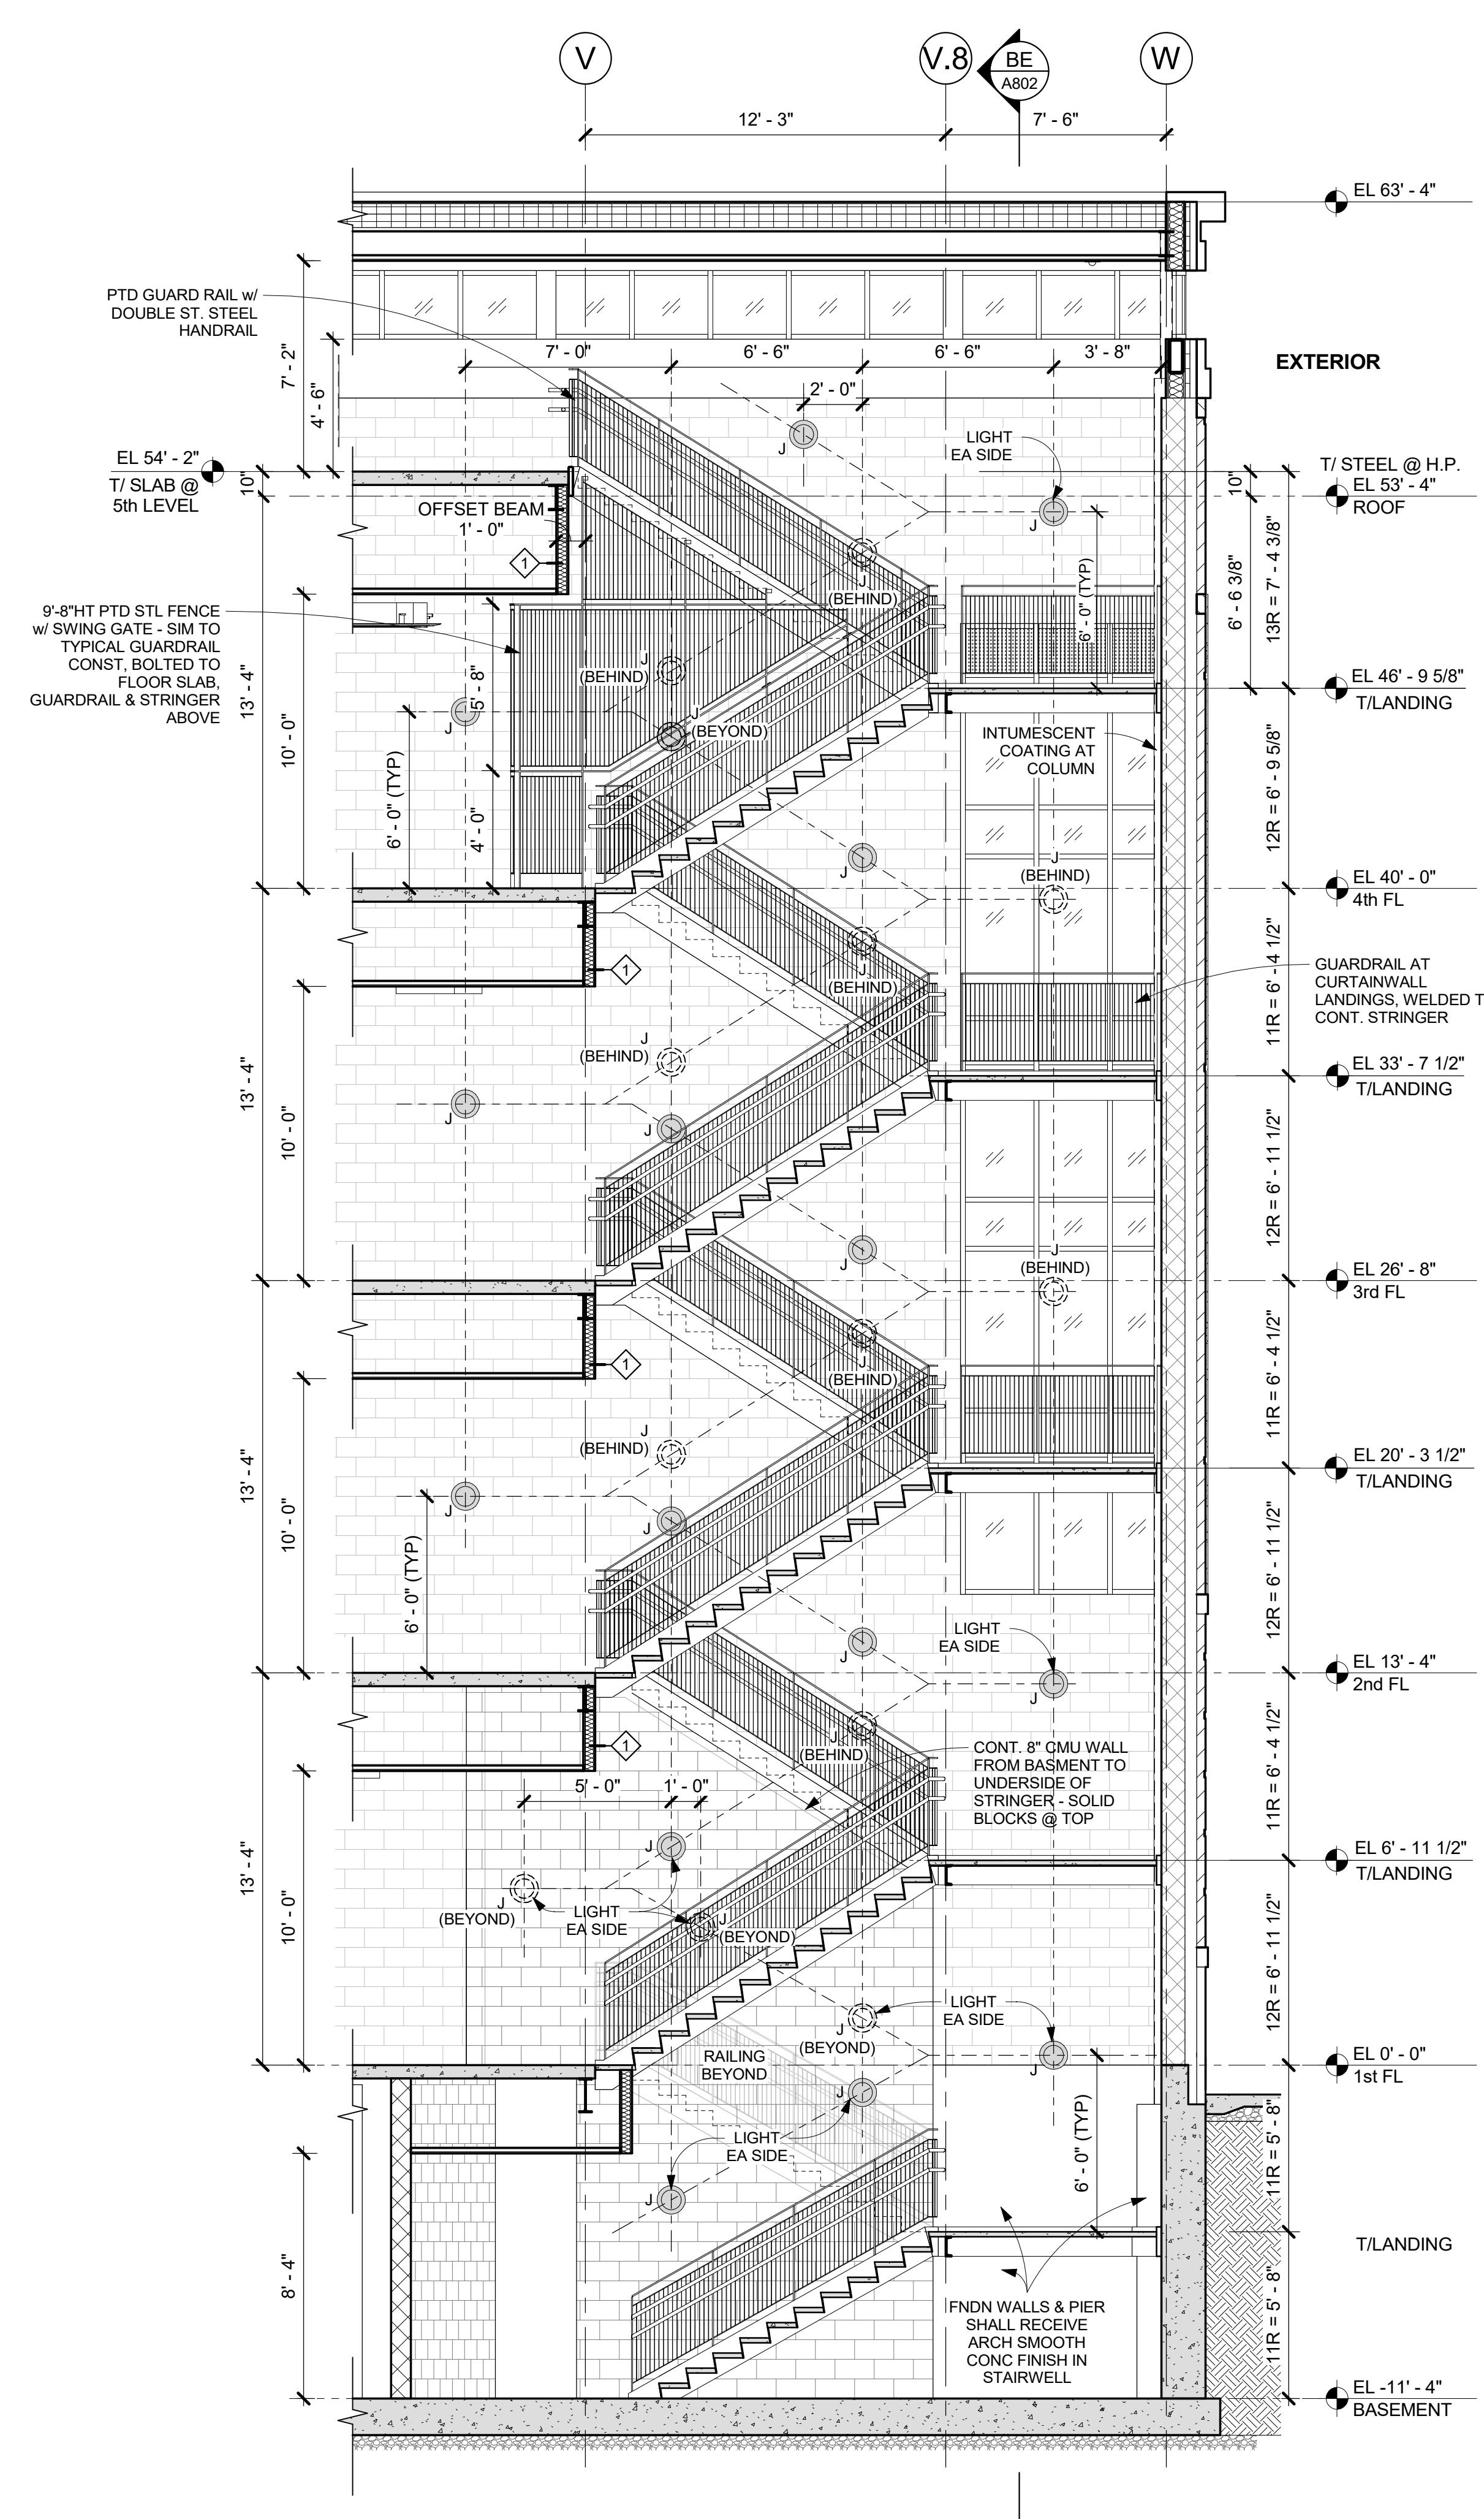 V
V.8
BE
A802
W
12' - 3"
7' - 6"
EL 63' - 4"
PTD GUARD RAIL w/
DOUBLE ST. STEEL
HANDRAIL
7' - 2"
4' - 6"
7' - 0"
6' - 6"
6' - 6"
3' - 8"
EXTERIOR
2' - 0"
J
LIGHT
EA SIDE
J
EL 54' - 2"
T/ SLAB @
5th LEVEL
10"
T/ STEEL @ H.P.
EL 53' - 4"
ROOF
10"
OFFSET BEAM
1' - 0"
1
J
(BEHIND)
6' - 0" (TYP)
6' - 6 3/8"
13R = 7' - 4 3/8"
9'-8"HT PTD STL FENCE
w/ SWING GATE - SIM TO
TYPICAL GUARDRAIL
CONST, BOLTED TO
FLOOR SLAB,
GUARDRAIL & STRINGER
ABOVE
13' - 4"
10' - 0"
5' - 8"
4' - 0"
6' - 0" (TYP)
J
J
(BEHIND)
J
(BEYOND)
EL 46' - 9 5/8"
T/LANDING
INTUMESCENT
COATING AT
COLUMN
12R = 6' - 9 5/8"
J
J
(BEHIND)
EL 40' - 0"
4th FL
1
J
(BEHIND)
GUARDRAIL AT
CURTAINWALL
LANDINGS, WELDED T
CONT. STRINGER
11R = 6' - 4 1/2"
13' - 4"
10' - 0"
J
(BEHIND)
J
J
EL 33' - 7 1/2"
T/LANDING
12R = 6' - 11 1/2"
J
J
(BEHIND)
EL 26' - 8"
3rd FL
1
J
(BEHIND)
11R = 6' - 4 1/2"
13' - 4"
10' - 0"
J
(BEHIND)
J
J
6' - 0" (TYP)
EL 20' - 3 1/2"
T/LANDING
12R = 6' - 11 1/2"
J
LIGHT
EA SIDE
J
EL 13' - 4"
2nd FL
1
J
(BEHIND)
CONT. 8" CMU WALL
FROM BASMENT TO
UNDERSIDE OF
STRINGER - SOLID
BLOCKS @ TOP
11R = 6' - 4 1/2"
5' - 0"
1' - 0"
13' - 4"
10' - 0"
J
J
(BEYOND)
LIGHT
EA SIDE
J
(BEYOND)
EL 6' - 11 1/2"
T/LANDING
12R = 6' - 11 1/2"
LIGHT
EA SIDE
J
(BEYOND)
J
RAILING
BEYOND
EL 0' - 0"
1st FL
J
LIGHT
EA SIDE
J
6' - 0" (TYP)
11R = 5' - 8"
T/LANDING
8' - 4"
FNDN WALLS & PIER
SHALL RECEIVE
ARCH SMOOTH
CONC FINISH IN
STAIRWELL
11R = 5' - 8"
EL -11' - 4"
BASEMENT